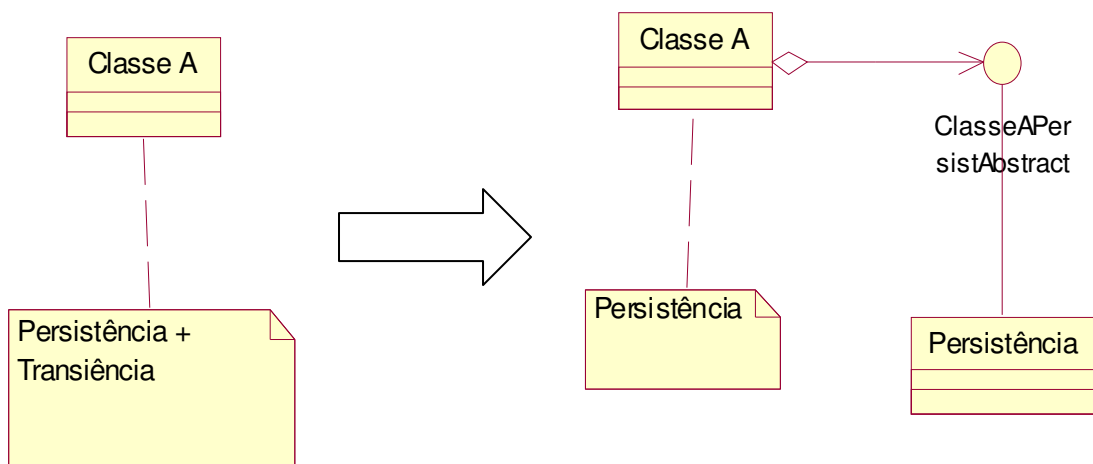 Classe A
Persistência +
Transiência
Classe A
ClasseAPer
sistAbstract
Persistência
Persistência